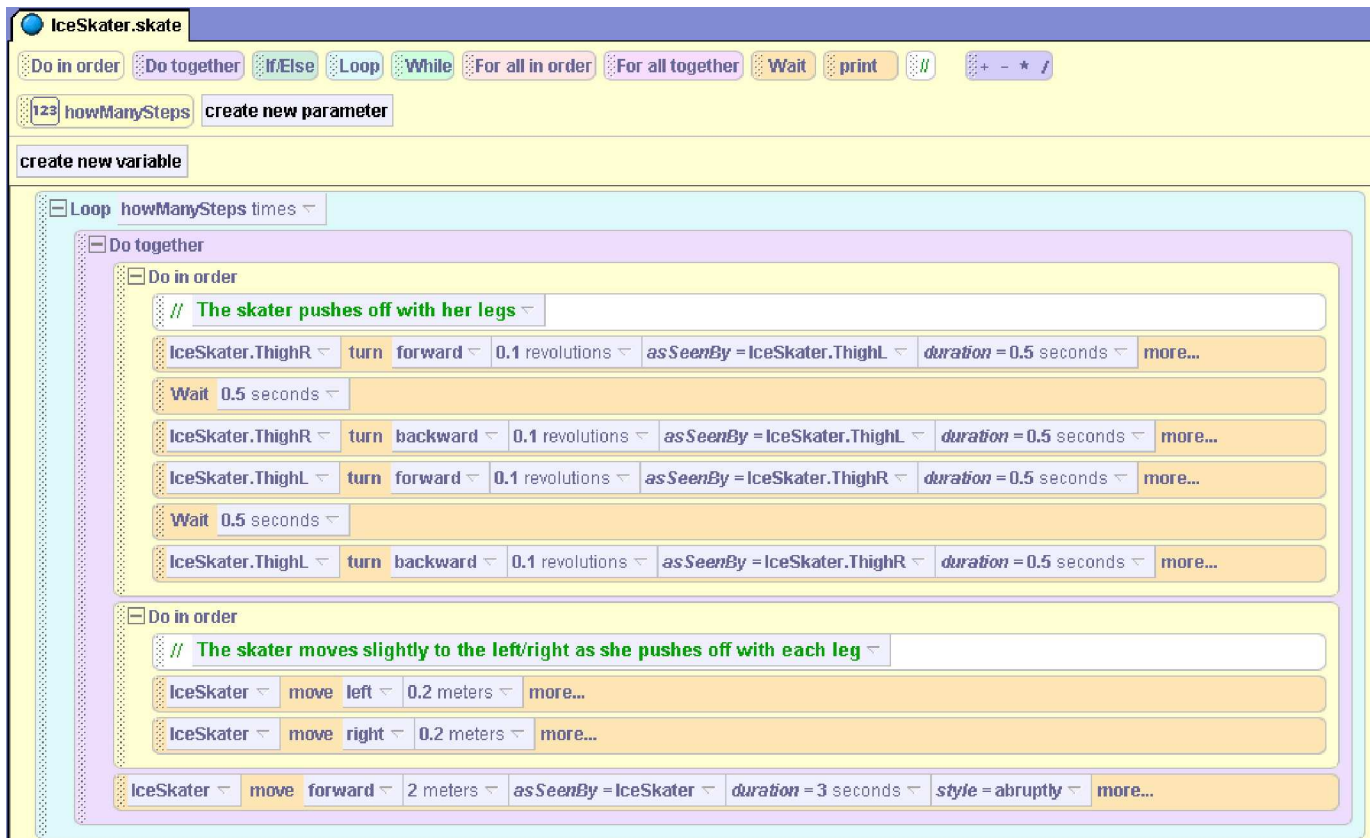 IceSkater.skate
Do in order Do together If/Else Loop While For all in order For all together Wait print // + - * /
123 howManySteps create new parameter
create new variable
Loop howManySteps times
Do together
Do in order
// The skater pushes off with her legs
IceSkater.ThighR turn forward 0.1 revolutions asSeenBy = IceSkater.ThighL duration = 0.5 seconds more...
Wait 0.5 seconds
IceSkater.ThighR turn backward 0.1 revolutions asSeenBy = IceSkater.ThighL duration = 0.5 seconds more...
IceSkater.ThighL turn forward 0.1 revolutions asSeenBy = IceSkater.ThighR duration = 0.5 seconds more...
Wait 0.5 seconds
IceSkater.ThighL turn backward 0.1 revolutions asSeenBy = IceSkater.ThighR duration = 0.5 seconds more...
Do in order
// The skater moves slightly to the left/right as she pushes off with each leg
IceSkater move left 0.2 meters more...
IceSkater move right 0.2 meters more...
IceSkater move forward 2 meters asSeenBy = IceSkater duration = 3 seconds style = abruptly more...